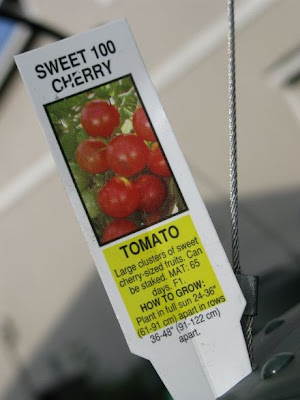 SWEET 100
CHERRY
TOMATO
Large clusters of sweet
cherry-sized fruits. Can
be staked. MAT: 65
days. F1.
HOW TO GROW:
Plant in full sun 24-36"
(61-91 cm) apart in rows
36-48" (91-122 cm)
apart.